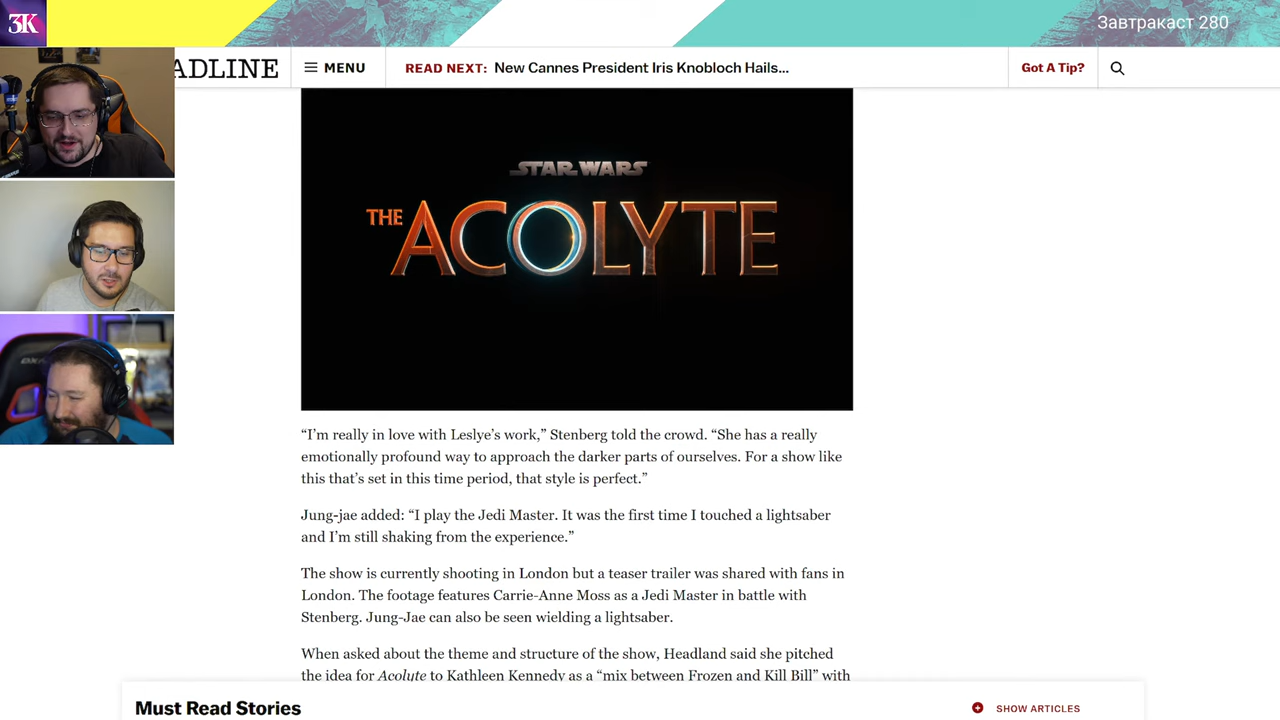 3K
Завтракаст 280
ADLINE
MENU
READ NEXT: New Cannes President Iris Knobloch Hails...
Got A Tip?
STAR WARS
THE ACOLYTE
“I’m really in love with Leslye’s work,” Stenberg told the crowd. “She has a really
emotionally profound way to approach the darker parts of ourselves. For a show like
this that’s set in this time period, that style is perfect.”
Jung-jae added: “I play the Jedi Master. It was the first time I touched a lightsaber
and I’m still shaking from the experience.”
The show is currently shooting in London but a teaser trailer was shared with fans in
London. The footage features Carrie-Anne Moss as a Jedi Master in battle with
Stenberg. Jung-Jae can also be seen wielding a lightsaber.
When asked about the theme and structure of the show, Headland said she pitched
the idea for Acolyte to Kathleen Kennedy as a “mix between Frozen and Kill Bill” with
Must Read Stories
SHOW ARTICLES